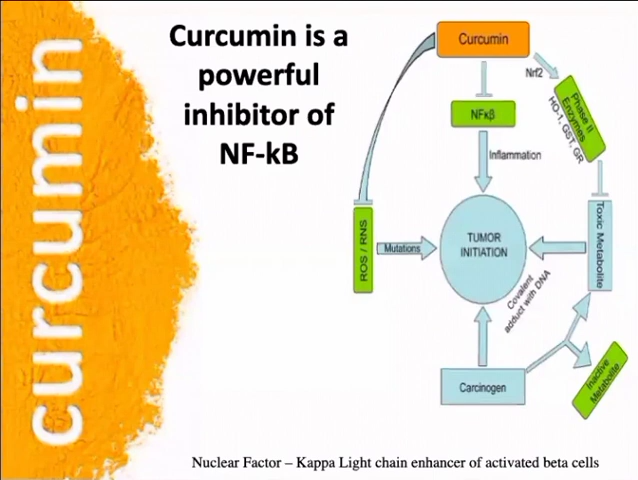 curcumin
Curcumin is a
powerful
inhibitor of
NF-kB
Curcumin
Nrf2
Phase II
Enzymes
HO-1, GST, GR
NFκβ
Inflammation
ROS / RNS
Mutations
TUMOR
INITIATION
Toxic Metabolite
Covalent
adduct with DNA
Carcinogen
Inactive
Metabolite
Nuclear Factor – Kappa Light chain enhancer of activated beta cells